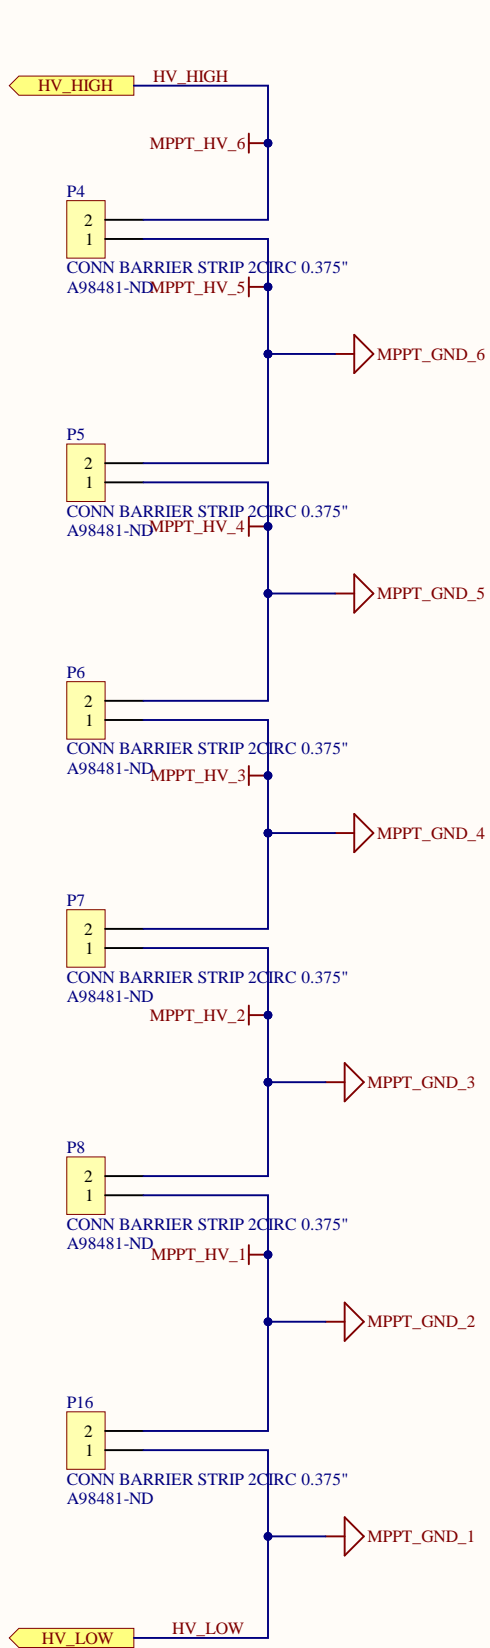 HV_HIGH HV_HIGH
MPPT_HV_6
P4
2
1
CONN BARRIER STRIP 2CIRC 0.375"
A98481-ND MPPT_HV_5
MPPT_GND_6
P5
2
1
CONN BARRIER STRIP 2CIRC 0.375"
A98481-ND MPPT_HV_4
MPPT_GND_5
P6
2
1
CONN BARRIER STRIP 2CIRC 0.375"
A98481-ND MPPT_HV_3
MPPT_GND_4
P7
2
1
CONN BARRIER STRIP 2CIRC 0.375"
A98481-ND
MPPT_HV_2
MPPT_GND_3
P8
2
1
CONN BARRIER STRIP 2CIRC 0.375"
A98481-ND MPPT_HV_1
MPPT_GND_2
P16
2
1
CONN BARRIER STRIP 2CIRC 0.375"
A98481-ND
MPPT_GND_1
HV_LOW HV_LOW